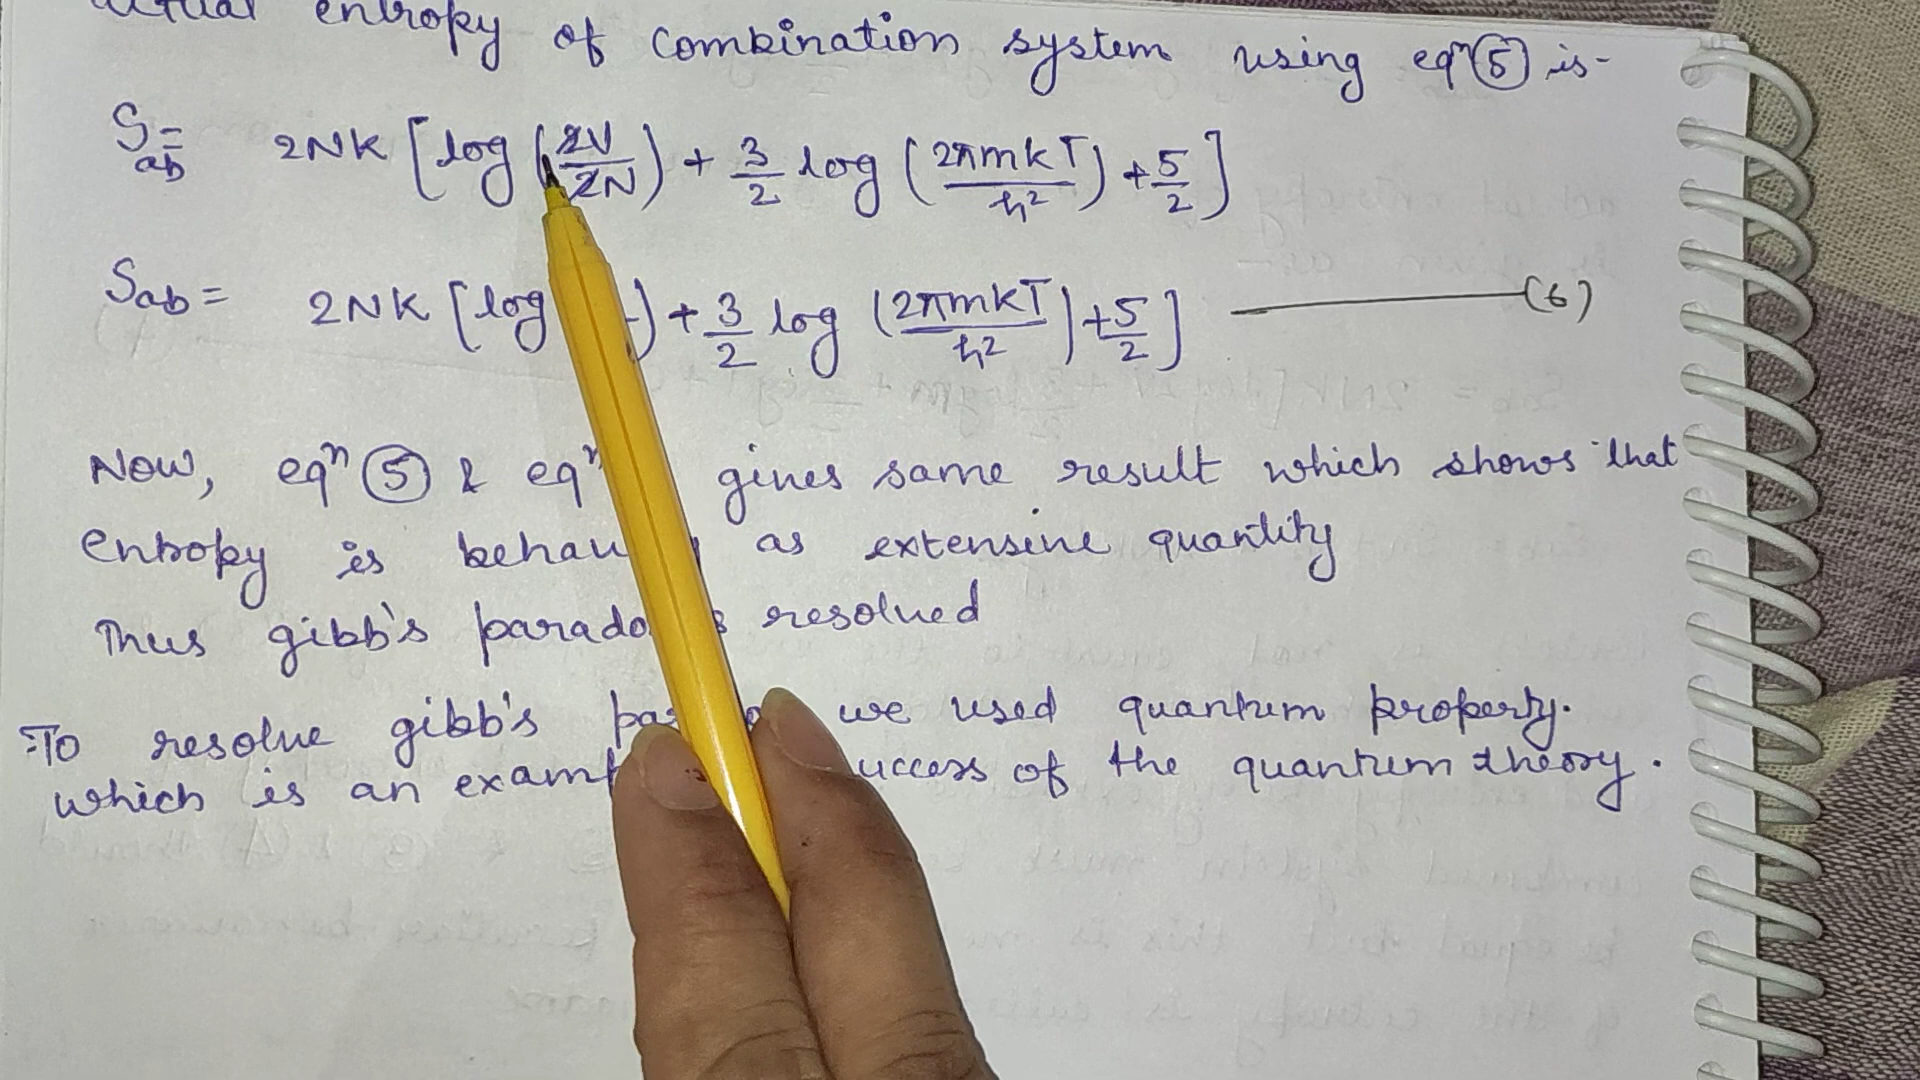 actual entropy of combination system using eqⁿ ⑤ is-
S_ab = 2NK [log (2V/2N) + 3/2 log (2πmkT/h²) + 5/2]
S_ab = 2NK [log ) + 3/2 log (2πmkT/h²) + 5/2] (6)
Now, eqⁿ ⑤ & eqⁿ gives same result which shows that
entropy is as extensive quantity
Thus gibb's resolved
To resolve gibb's we used quantum property.
which is an of the quantum theory.